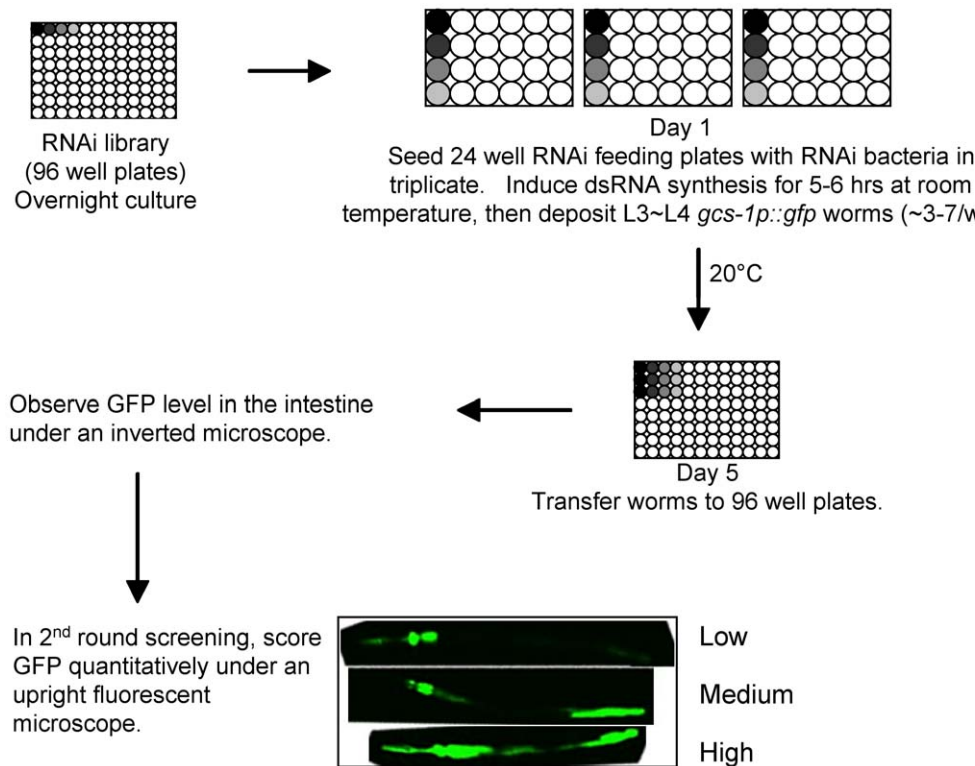 RNAi library
(96 well plates)
Overnight culture
Day 1
Seed 24 well RNAi feeding plates with RNAi bacteria in
triplicate. Induce dsRNA synthesis for 5-6 hrs at room
temperature, then deposit L3~L4 gcs-1p::gfp worms (~3-7/w
20°C
Day 5
Transfer worms to 96 well plates.
Observe GFP level in the intestine
under an inverted microscope.
In 2nd round screening, score
GFP quantitatively under an
upright fluorescent
microscope.
Low
Medium
High